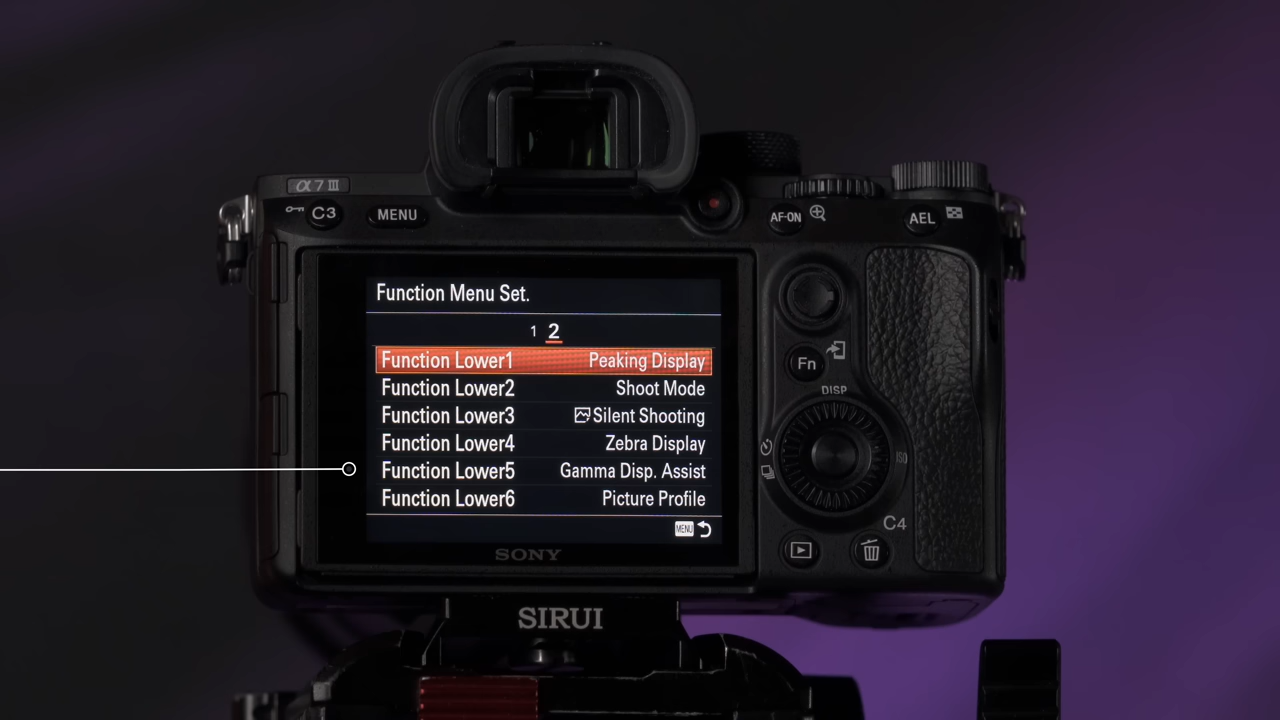 α7 III
C3
MENU
AF-ON
AEL
Function Menu Set.
1 2
Function Lower1 Peaking Display
Function Lower2 Shoot Mode
Function Lower3 Silent Shooting
Function Lower4 Zebra Display
Function Lower5 Gamma Disp. Assist
Function Lower6 Picture Profile
MENU
Fn
DISP
ISO
C4
SONY
SIRUI